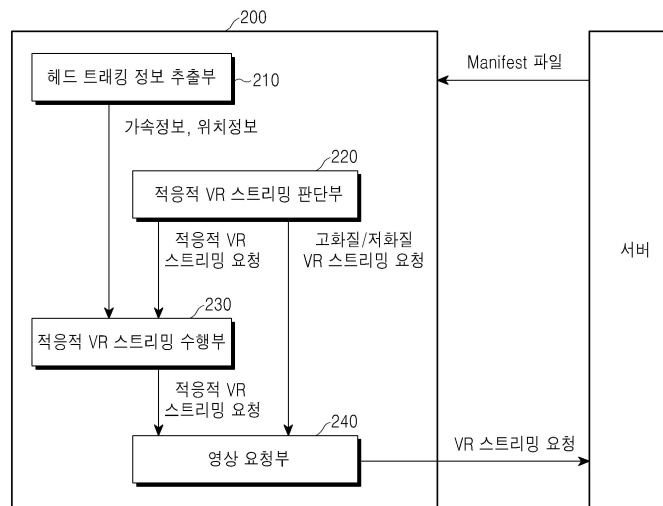 200
헤드 트래킹 정보 추출부
210
Manifest 파일
가속정보, 위치정보
220
적응적 VR 스트리밍 판단부
적응적 VR
스트리밍 요청
고화질/저화질
VR 스트리밍 요청
서버
230
적응적 VR 스트리밍 수행부
적응적 VR
스트리밍 요청
240
영상 요청부
VR 스트리밍 요청